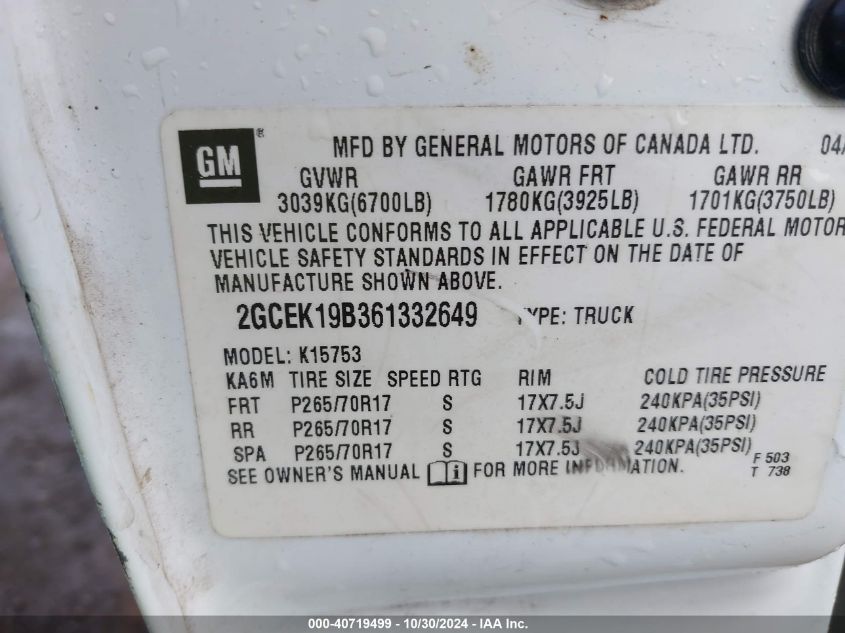 GM ® MFD BY GENERAL MOTORS OF CANADA LTD. 04/
GVWR GAWR FRT GAWR RR
3039KG(6700LB) 1780KG(3925LB) 1701KG(3750LB)
THIS VEHICLE CONFORMS TO ALL APPLICABLE U.S. FEDERAL MOTOR
VEHICLE SAFETY STANDARDS IN EFFECT ON THE DATE OF
MANUFACTURE SHOWN ABOVE.
2GCEK19B361332649 TYPE: TRUCK
MODEL: K15753
KA6M TIRE SIZE SPEED RTG RIM COLD TIRE PRESSURE
FRT P265/70R17 S 17X7.5J 240KPA(35PSI)
RR P265/70R17 S 17X7.5J 240KPA(35PSI)
SPA P265/70R17 S 17X7.5J 240KPA(35PSI)
SEE OWNER'S MANUAL i FOR MORE INFORMATION. F 503
T 738
000-40719499 - 10/30/2024 - IAA Inc.